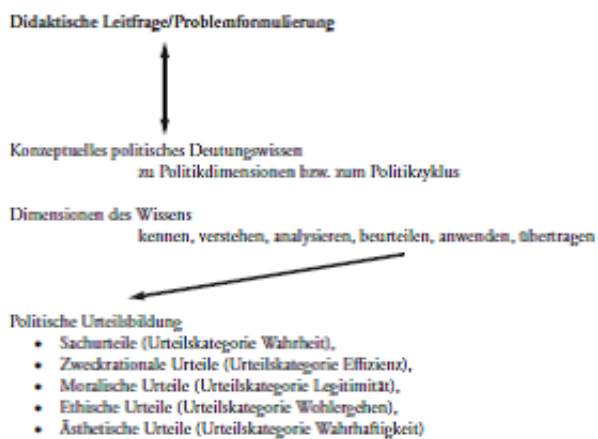 Didaktische Leitfrage/Problemformulierung
Konzeptuelles politisches Deutungswissen
zu Politikdimensionen bzw. zum Politikzyklus
Dimensionen des Wissens
kennen, verstehen, analysieren, beurteilen, anwenden, übertragen
Politische Urteilsbildung
• Sachurteile (Urteilskategorie Wahrheit),
• Zweckrationale Urteile (Urteilskategorie Effizienz),
• Moralische Urteile (Urteilskategorie Legitimität),
• Ethische Urteile (Urteilskategorie Wohlergehen),
• Ästhetische Urteile (Urteilskategorie Wahrhaftigkeit)